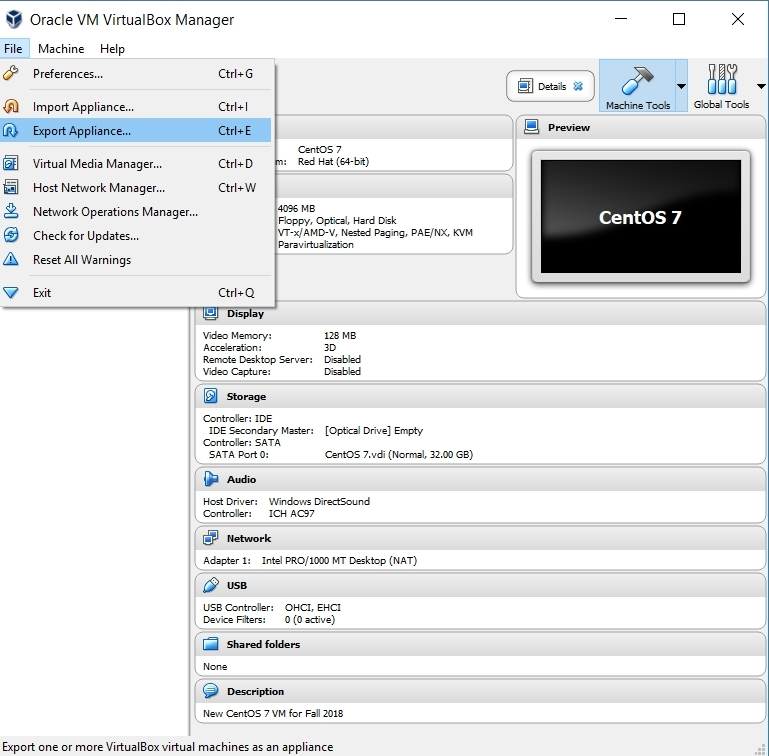 Oracle VM VirtualBox Manager
File Machine Help
Preferences... Ctrl+G
Import Appliance... Ctrl+I
Export Appliance... Ctrl+E
Virtual Media Manager... Ctrl+D
Host Network Manager... Ctrl+W
Network Operations Manager...
Check for Updates...
Reset All Warnings
Exit Ctrl+Q
Details
Machine Tools
Global Tools
CentOS 7
m: Red Hat (64-bit)
4096 MB
Floppy, Optical, Hard Disk
VT-x/AMD-V, Nested Paging, PAE/NX, KVM
Paravirtualization
Preview
CentOS 7
Display
Video Memory: 128 MB
Acceleration: 3D
Remote Desktop Server: Disabled
Video Capture: Disabled
Storage
Controller: IDE
IDE Secondary Master: [Optical Drive] Empty
Controller: SATA
SATA Port 0: CentOS 7.vdi (Normal, 32.00 GB)
Audio
Host Driver: Windows DirectSound
Controller: ICH AC97
Network
Adapter 1: Intel PRO/1000 MT Desktop (NAT)
USB
USB Controller: OHCI, EHCI
Device Filters: 0 (0 active)
Shared folders
None
Description
New CentOS 7 VM for Fall 2018
Export one or more VirtualBox virtual machines as an appliance